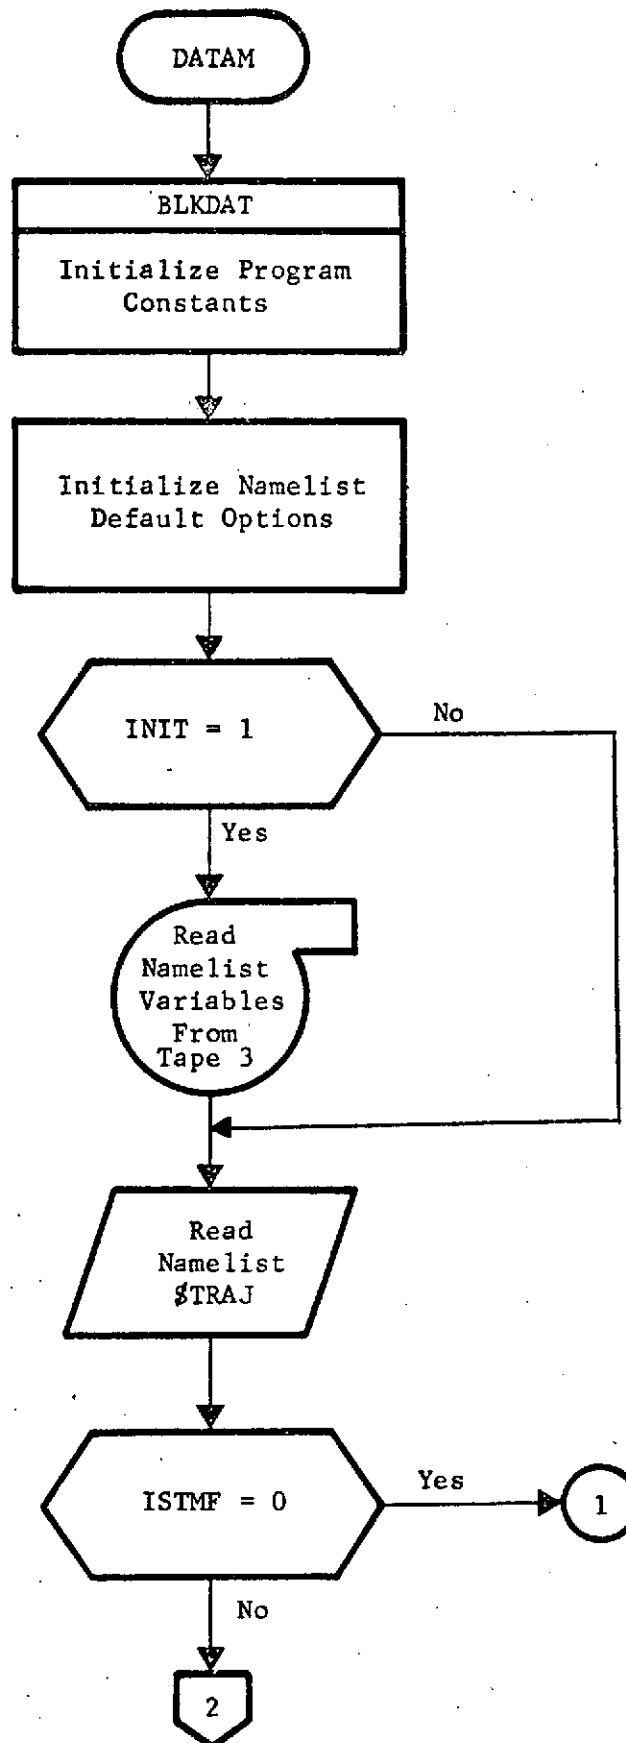 DATAM
BLKDAT
Initialize Program
Constants
Initialize Namelist
Default Options
INIT = 1
No
Yes
Read
Namelist
Variables
From
Tape 3
Read
Namelist
$TRAJ
ISTMF = 0
Yes
1
No
2